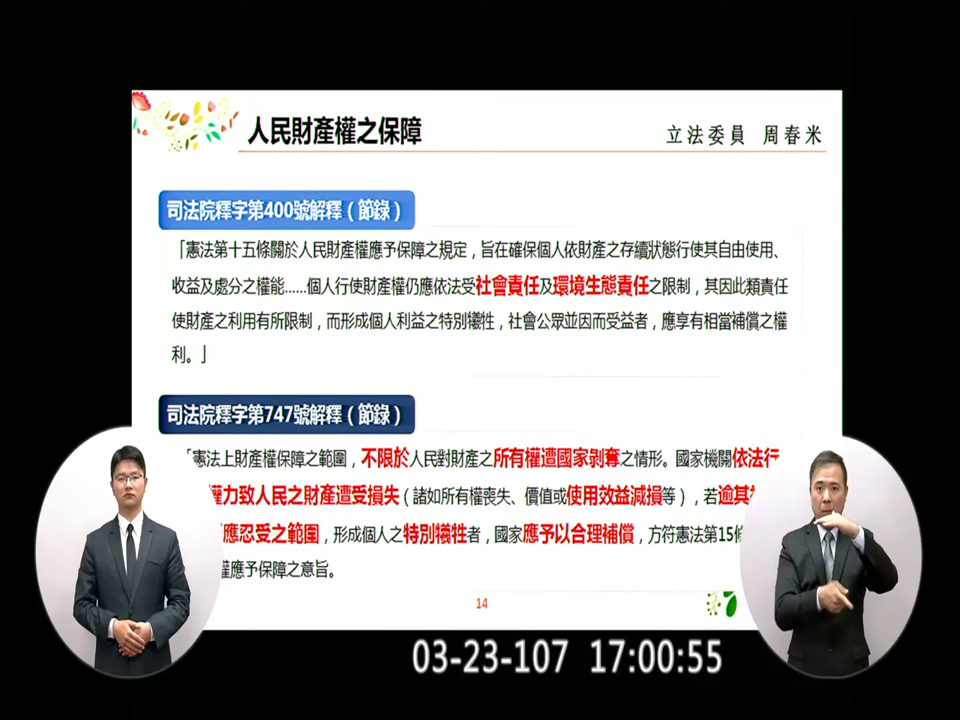 人民財產權之保障
立法委員 周春米
司法院釋字第400號解釋（節錄）
「憲法第十五條關於人民財產權應予保障之規定，旨在確保個人依財產之存續狀態行使其自由使用、
收益及處分之權能......個人行使財產權仍應依法受社會責任及環境生態責任之限制，其因此類責任
使財產之利用有所限制，而形成個人利益之特別犧牲，社會公眾並因而受益者，應享有相當補償之權
利。」
司法院釋字第747號解釋（節錄）
「憲法上財產權保障之範圍，不限於人民對財產之所有權遭國家剝奪之情形。國家機關依法行
權力致人民之財產遭受損失（諸如所有權喪失、價值或使用效益減損等），若逾其
應忍受之範圍，形成個人之特別犧牲者，國家應予以合理補償，方符憲法第15條
權應予保障之意旨。
14
03-23-107 17:00:55